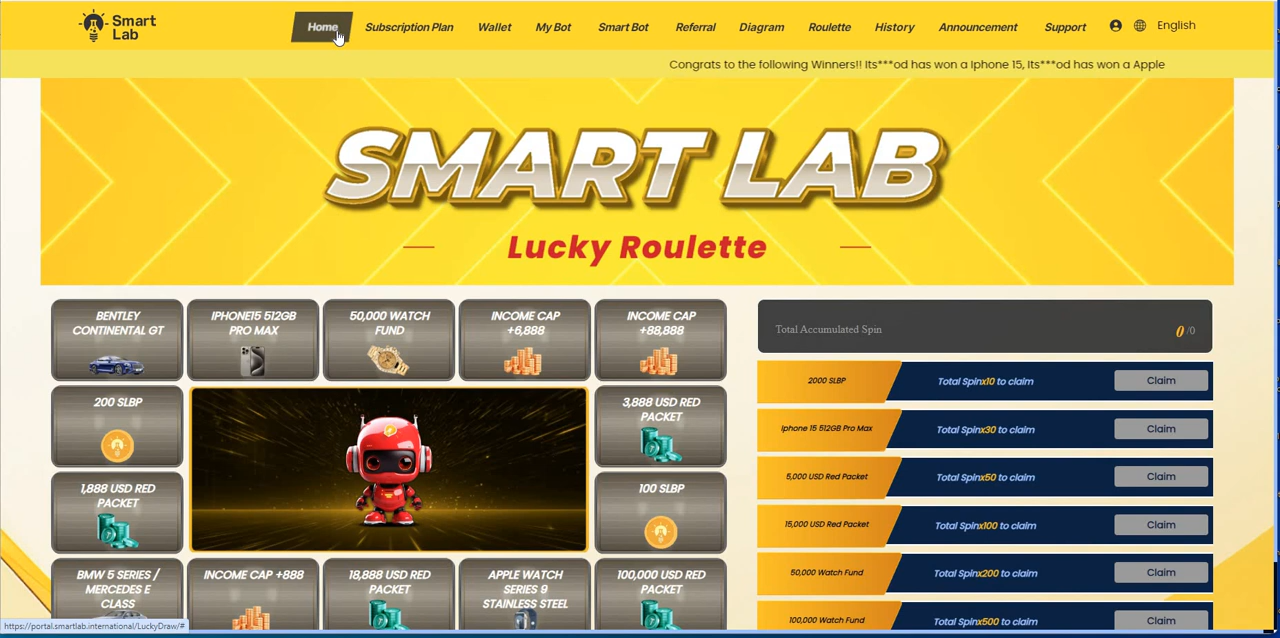 Smart
Lab
Home
Subscription Plan
Wallet
My Bot
Smart Bot
Referral
Diagram
Roulette
History
Announcement
Support
English
Congrats to the following Winners!! Its***od has won a Iphone 15, Its***od has won a Apple
SMART LAB
Lucky Roulette
BENTLEY
CONTINENTAL GT
IPHONE15 512GB
PRO MAX
50,000 WATCH
FUND
INCOME CAP
+6,888
INCOME CAP
+88,888
200 SLBP
3,888 USD RED
PACKET
1,888 USD RED
PACKET
100 SLBP
BMW 5 SERIES /
MERCEDES E
CLASS
INCOME CAP +888
18,888 USD RED
PACKET
APPLE WATCH
SERIES 9
STAINLESS STEEL
100,000 USD RED
PACKET
Total Accumulated Spin
0 /0
2000 SLBP
Total Spinx10 to claim
Claim
Iphone 15 512GB Pro Max
Total Spinx30 to claim
Claim
5,000 USD Red Packet
Total Spinx50 to claim
Claim
15,000 USD Red Packet
Total Spinx100 to claim
Claim
50,000 Watch Fund
Total Spinx200 to claim
Claim
100,000 Watch Fund
Total Spinx500 to claim
Claim
https://portal.smartlab.international/LuckyDraw/#